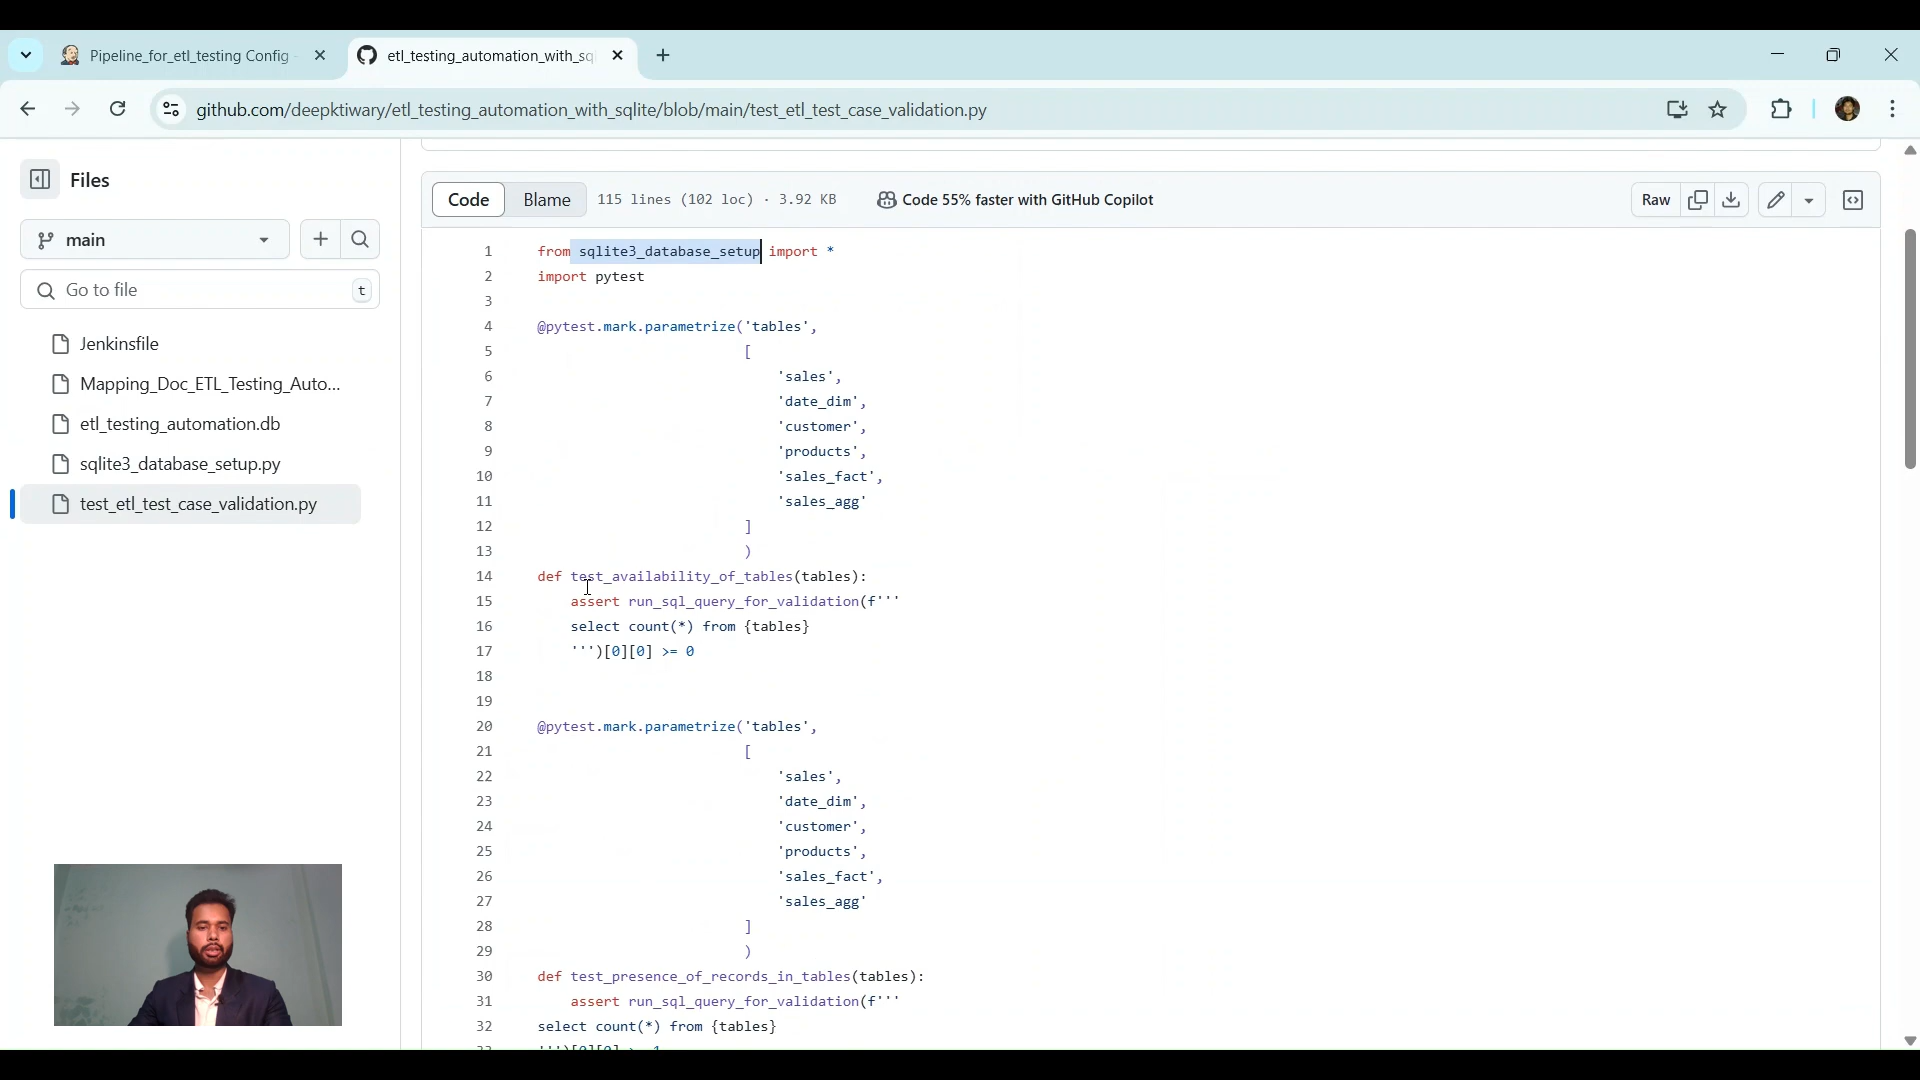 Pipeline_for_etl_testing Config -
etl_testing_automation_with_sq
github.com/deepktiwary/etl_testing_automation_with_sqlite/blob/main/test_etl_test_case_validation.py
Files
main
Go to file
t
Jenkinsfile
Mapping_Doc_ETL_Testing_Auto...
etl_testing_automation.db
sqlite3_database_setup.py
test_etl_test_case_validation.py
Code
Blame
115 lines (102 loc) · 3.92 KB
Code 55% faster with GitHub Copilot
Raw
1 from sqlite3_database_setup import *
2 import pytest
3
4 @pytest.mark.parametrize('tables',
5 [
6 'sales',
7 'date_dim',
8 'customer',
9 'products',
10 'sales_fact',
11 'sales_agg'
12 ]
13 )
14 def test_availability_of_tables(tables):
15 assert run_sql_query_for_validation(f'''
16 select count(*) from {tables}
17 ''')[0][0] >= 0
18
19
20 @pytest.mark.parametrize('tables',
21 [
22 'sales',
23 'date_dim',
24 'customer',
25 'products',
26 'sales_fact',
27 'sales_agg'
28 ]
29 )
30 def test_presence_of_records_in_tables(tables):
31 assert run_sql_query_for_validation(f'''
32 select count(*) from {tables}